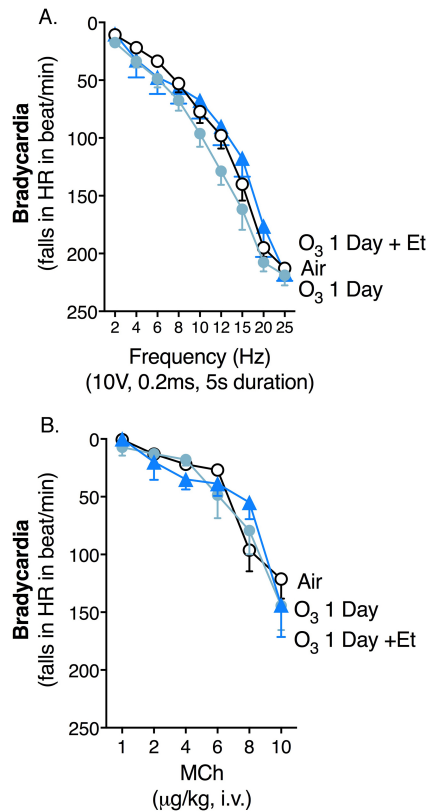 A.
0
50
100
150
200
250
Bradycardia
(falls in HR in beat/min)
O3 1 Day + Et
Air
O3 1 Day
2 4 6 8 10 12 15 20 25
Frequency (Hz)
(10V, 0.2ms, 5s duration)
B.
0
50
100
150
200
250
Bradycardia
(falls in HR in beat/min)
Air
O3 1 Day
O3 1 Day +Et
1 2 4 6 8 10
MCh
(µg/kg, i.v.)